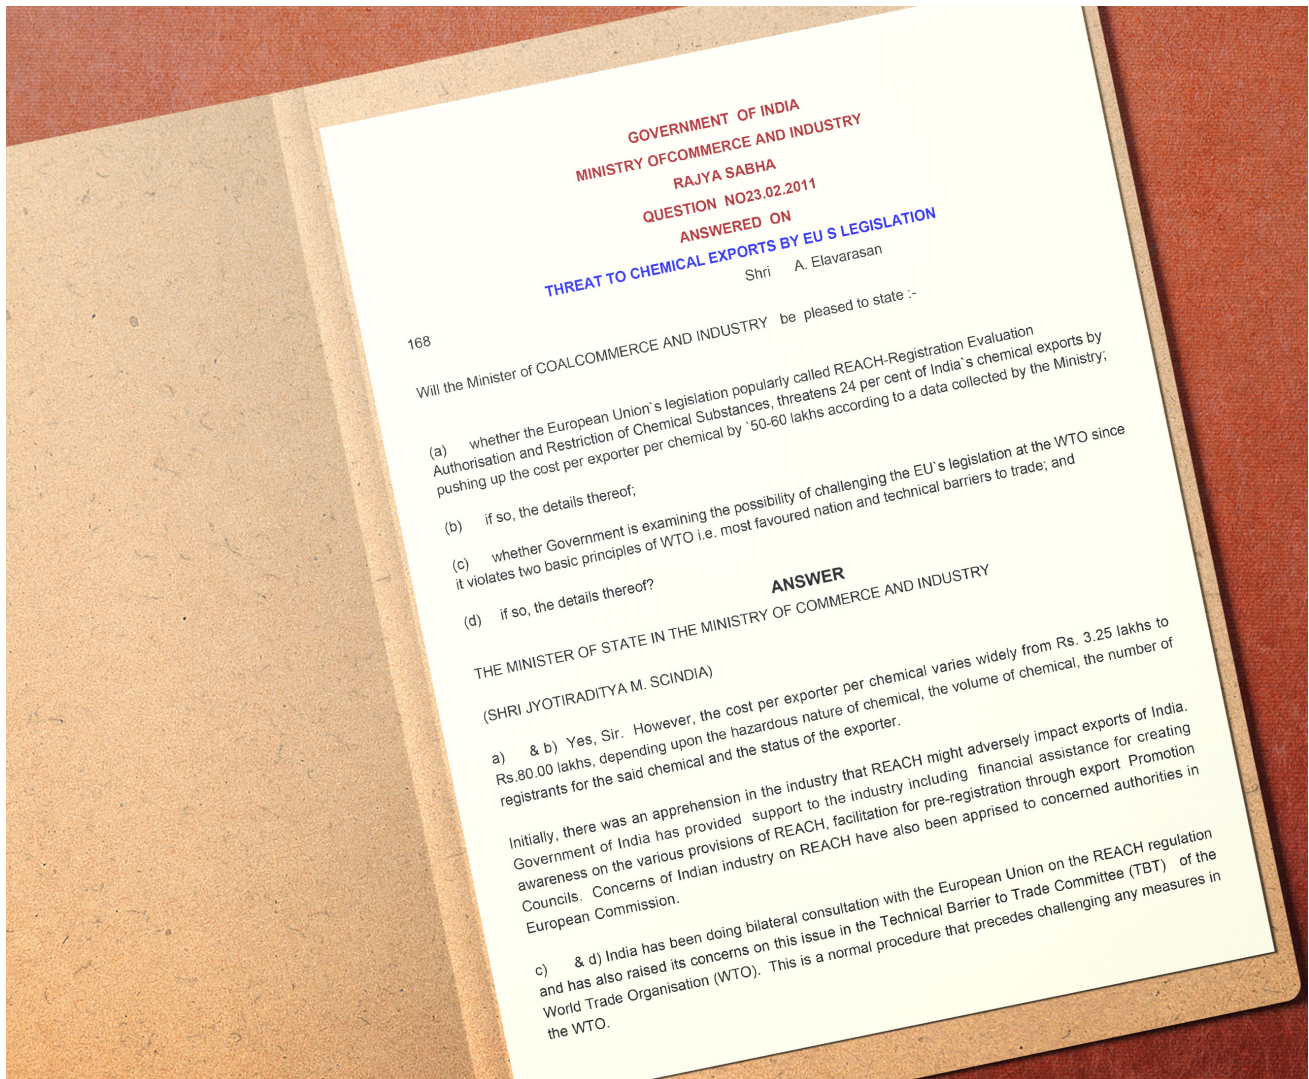 GOVERNMENT OF INDIA
MINISTRY OFCOMMERCE AND INDUSTRY
RAJYA SABHA
QUESTION NO23.02.2011
ANSWERED ON
THREAT TO CHEMICAL EXPORTS BY EU S LEGISLATION
Shri A. Elavarasan
168
Will the Minister of COALCOMMERCE AND INDUSTRY be pleased to state :-
(a) whether the European Union`s legislation popularly called REACH-Registration Evaluation
Authorisation and Restriction of Chemical Substances, threatens 24 per cent of India`s chemical exports by
pushing up the cost per exporter per chemical by `50-60 lakhs according to a data collected by the Ministry;
(b) if so, the details thereof;
(c) whether Government is examining the possibility of challenging the EU`s legislation at the WTO since
it violates two basic principles of WTO i.e. most favoured nation and technical barriers to trade; and
(d) if so, the details thereof?
ANSWER
THE MINISTER OF STATE IN THE MINISTRY OF COMMERCE AND INDUSTRY
(SHRI JYOTIRADITYA M. SCINDIA)
a) & b) Yes, Sir. However, the cost per exporter per chemical varies widely from Rs. 3.25 lakhs to
Rs.80.00 lakhs, depending upon the hazardous nature of chemical, the volume of chemical, the number of
registrants for the said chemical and the status of the exporter.
Initially, there was an apprehension in the industry that REACH might adversely impact exports of India.
Government of India has provided support to the industry including financial assistance for creating
awareness on the various provisions of REACH, facilitation for pre-registration through export Promotion
Councils. Concerns of Indian industry on REACH have also been apprised to concerned authorities in
European Commission.
c) & d) India has been doing bilateral consultation with the European Union on the REACH regulation
and has also raised its concerns on this issue in the Technical Barrier to Trade Committee (TBT) of the
World Trade Organisation (WTO). This is a normal procedure that precedes challenging any measures in
the WTO.